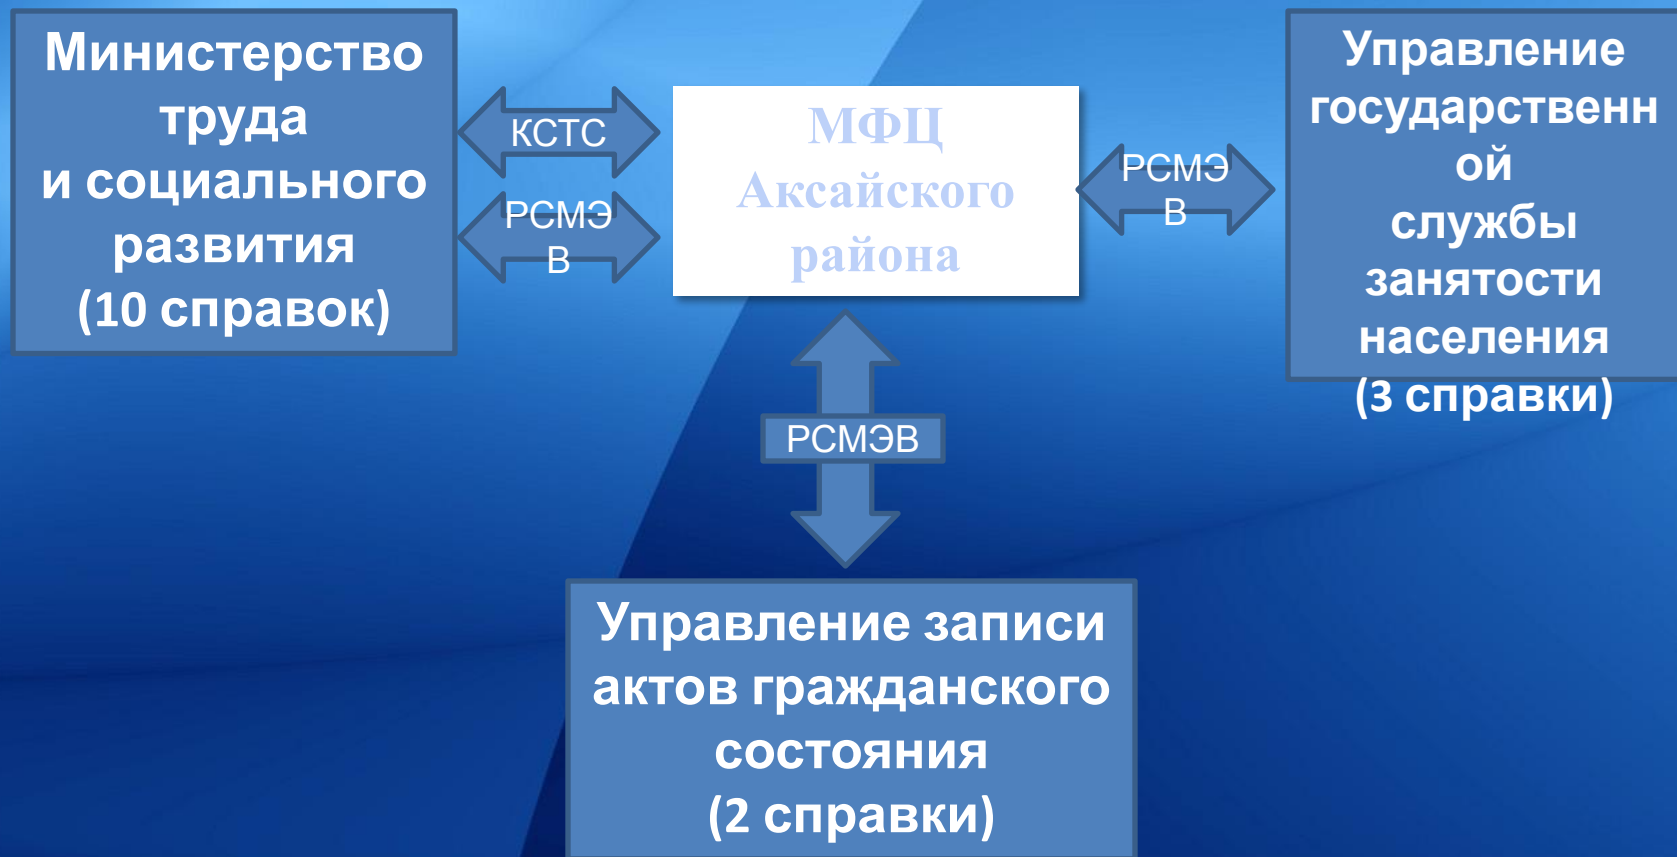 Министерство
труда
и социального
развития
(10 справок)
КСТС
РСМЭ
В
МФЦ
Аксайского
района
РСМЭ
В
Управление
государственн
ой
службы
занятости
населения
(3 справки)
РСМЭВ
Управление записи
актов гражданского
состояния
(2 справки)